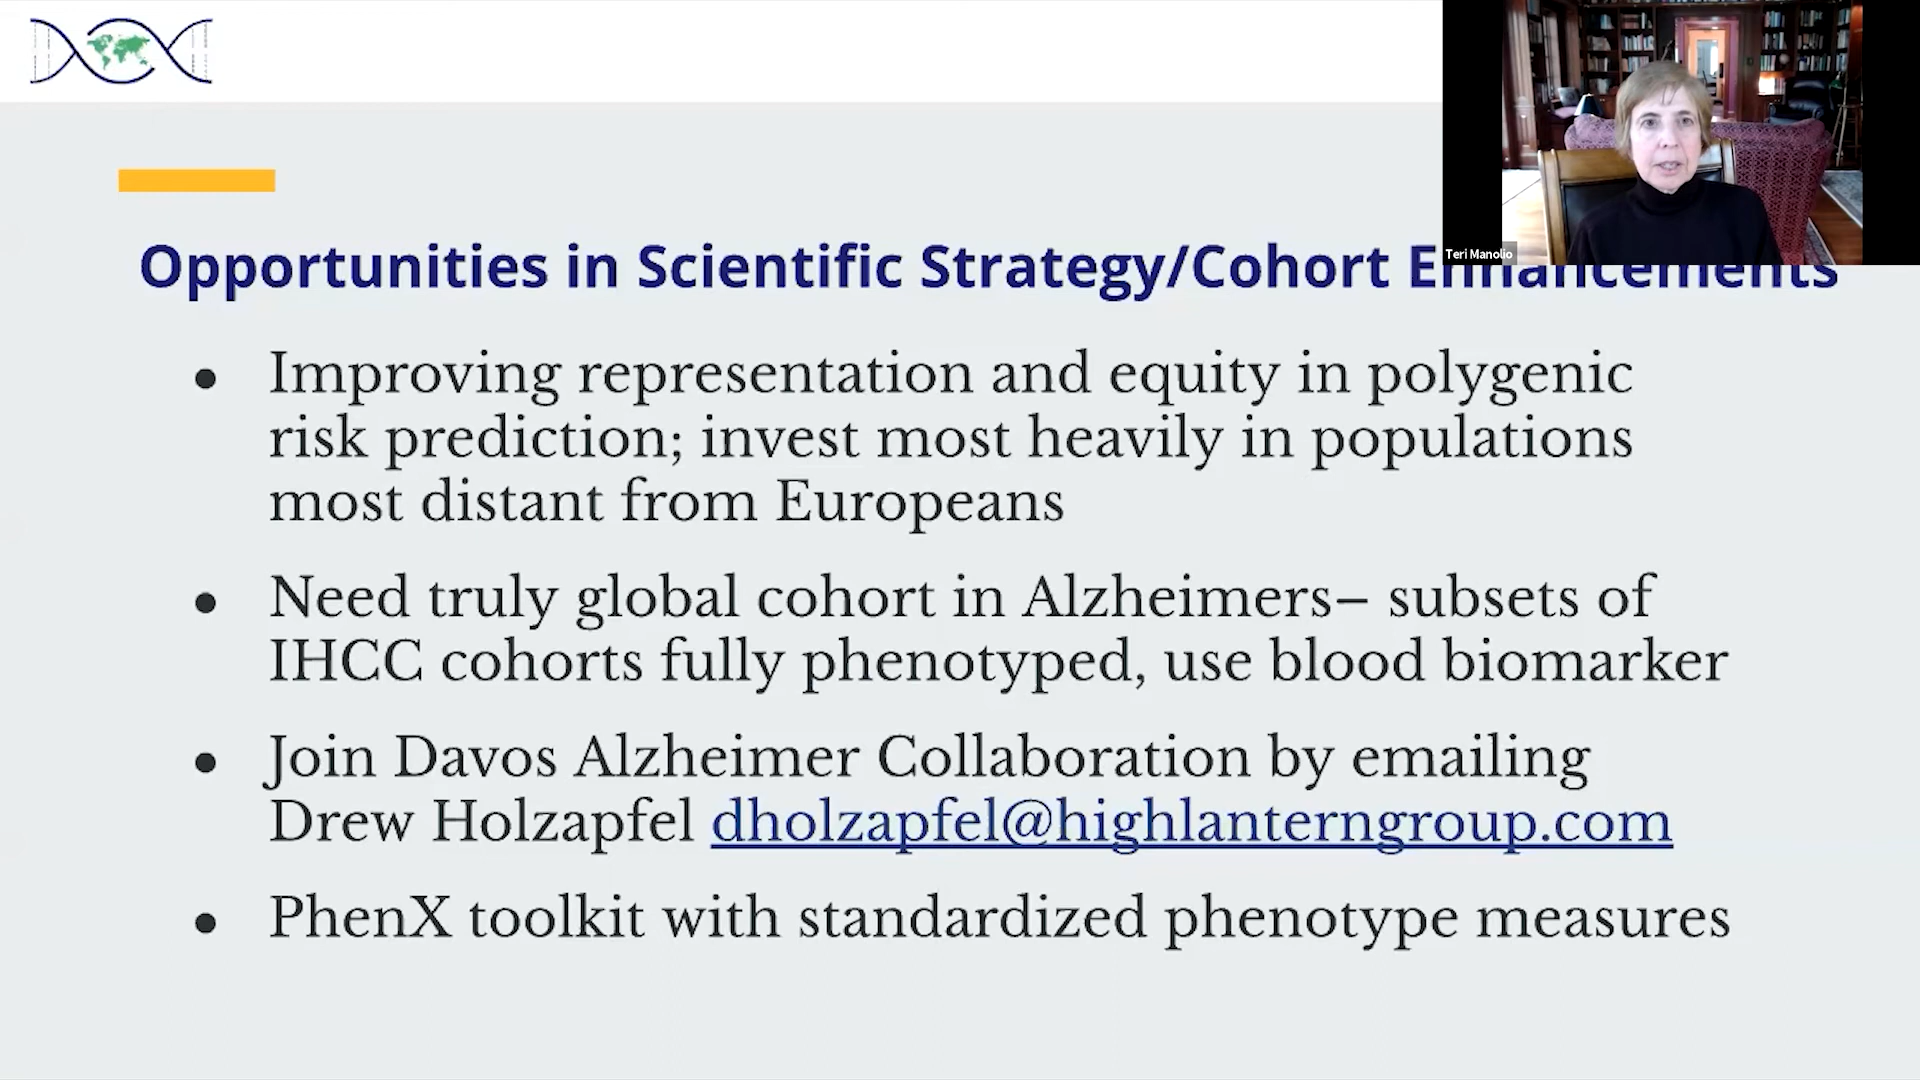 Teri Manolio
Opportunities in Scientific Strategy/Cohort Enhancements
• Improving representation and equity in polygenic
risk prediction; invest most heavily in populations
most distant from Europeans
• Need truly global cohort in Alzheimers– subsets of
IHCC cohorts fully phenotyped, use blood biomarker
• Join Davos Alzheimer Collaboration by emailing
Drew Holzapfel dholzapfel@highlanterngroup.com
• PhenX toolkit with standardized phenotype measures